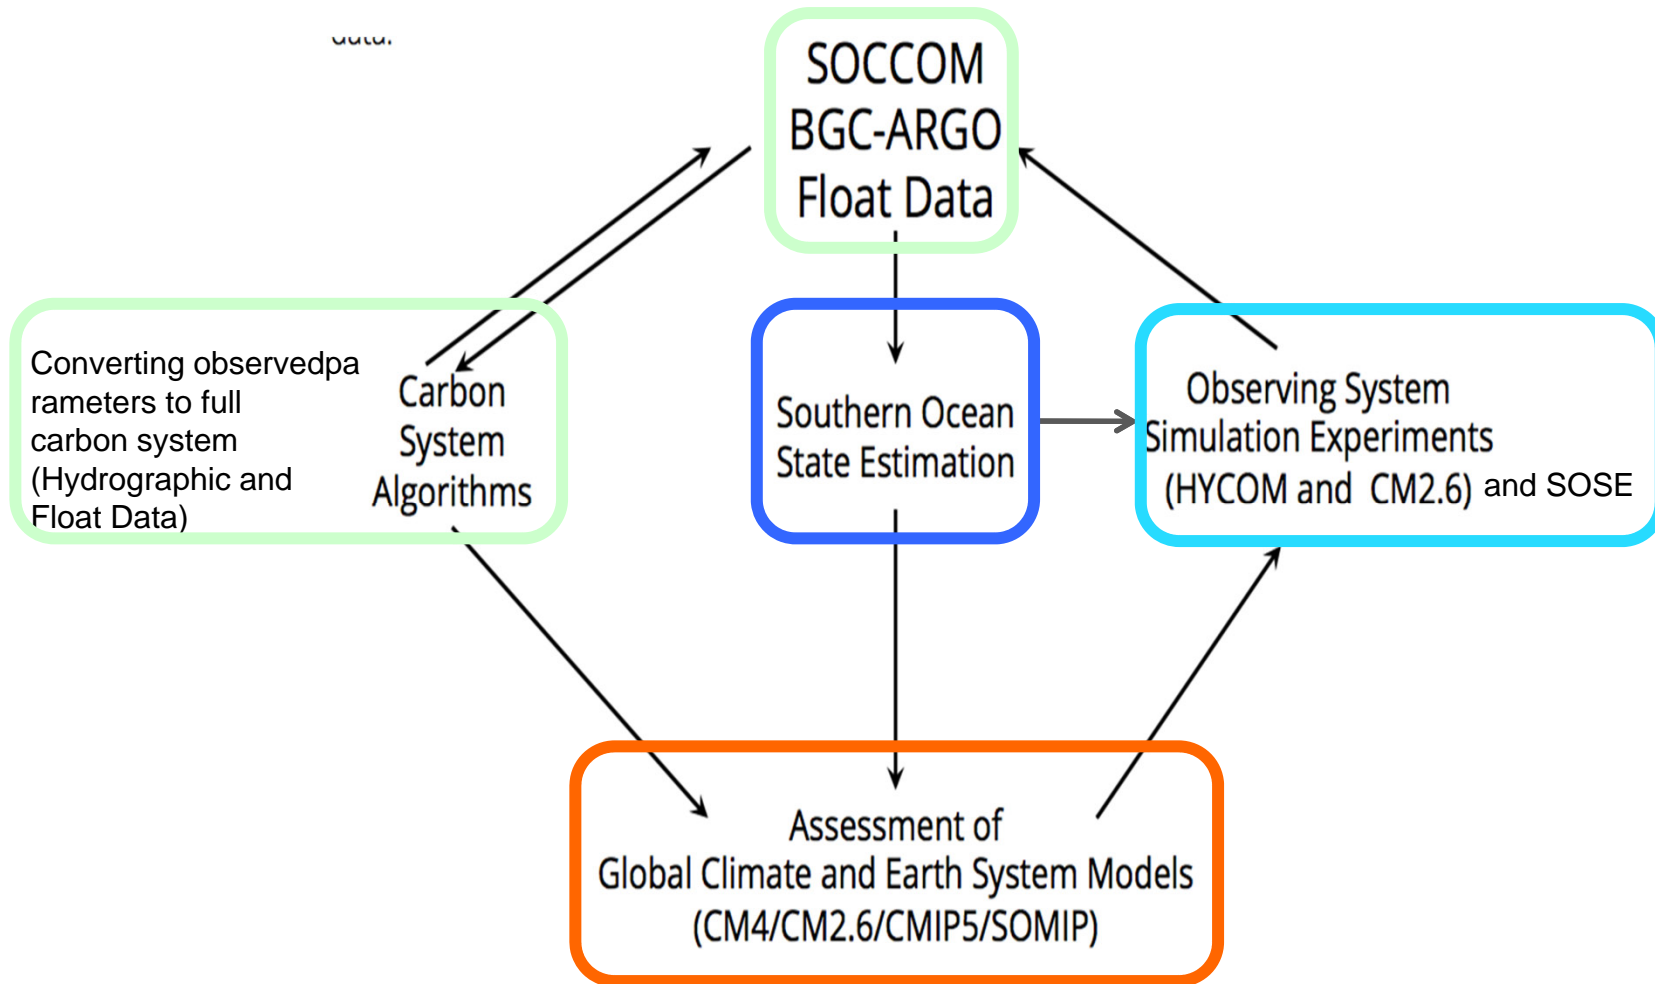 SOCCOM
BGC-ARGO
Float Data
Converting observedpa
rameters to full
carbon system
(Hydrographic and
Float Data)
Carbon
System
Algorithms
Southern Ocean
State Estimation
Observing System
Simulation Experiments
(HYCOM and CM2.6) and SOSE
Assessment of
Global Climate and Earth System Models
(CM4/CM2.6/CMIP5/SOMIP)